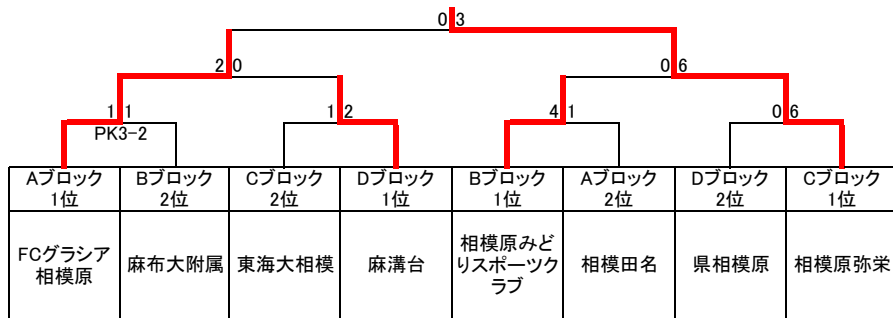 0 3
2 0
0 6
1 1
1 2
4 1
0 6
PK3-2
Aブロック
1位
Bブロック
2位
Cブロック
2位
Dブロック
1位
Bブロック
1位
Aブロック
2位
Dブロック
2位
Cブロック
1位
FCグラシア
相模原
麻布大附属
東海大相模
麻溝台
相模原みど
りスポーツク
ラブ
相模田名
県相模原
相模原弥栄